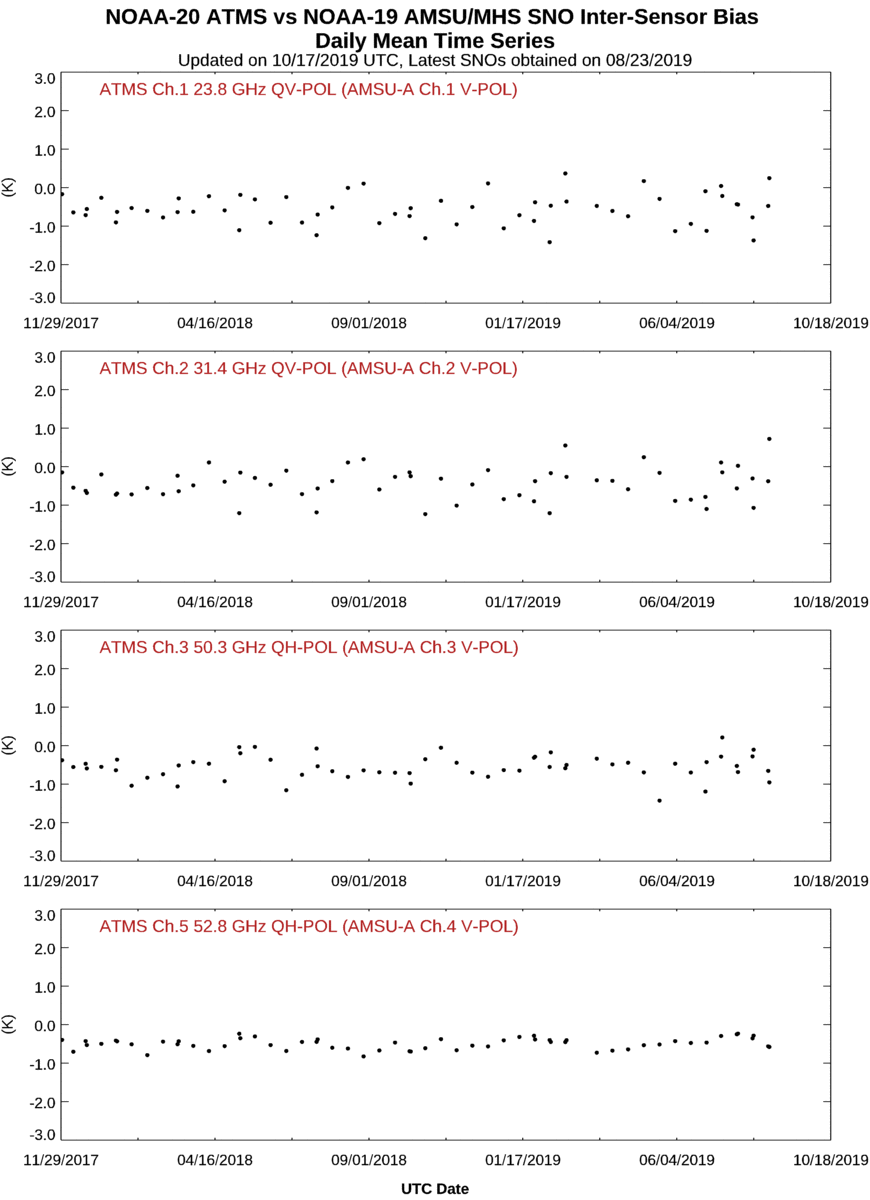 NOAA-20 ATMS vs NOAA-19 AMSU/MHS SNO Inter-Sensor Bias
Daily Mean Time Series
Updated on 10/17/2019 UTC, Latest SNOs obtained on 08/23/2019
ATMS Ch.1 23.8 GHz QV-POL (AMSU-A Ch.1 V-POL)
3.0
2.0
1.0
0.0
-1.0
-2.0
-3.0
(K)
11/29/2017 04/16/2018 09/01/2018 01/17/2019 06/04/2019 10/18/2019
ATMS Ch.2 31.4 GHz QV-POL (AMSU-A Ch.2 V-POL)
3.0
2.0
1.0
0.0
-1.0
-2.0
-3.0
(K)
11/29/2017 04/16/2018 09/01/2018 01/17/2019 06/04/2019 10/18/2019
ATMS Ch.3 50.3 GHz QH-POL (AMSU-A Ch.3 V-POL)
3.0
2.0
1.0
0.0
-1.0
-2.0
-3.0
(K)
11/29/2017 04/16/2018 09/01/2018 01/17/2019 06/04/2019 10/18/2019
ATMS Ch.5 52.8 GHz QH-POL (AMSU-A Ch.4 V-POL)
3.0
2.0
1.0
0.0
-1.0
-2.0
-3.0
(K)
11/29/2017 04/16/2018 09/01/2018 01/17/2019 06/04/2019 10/18/2019
UTC Date